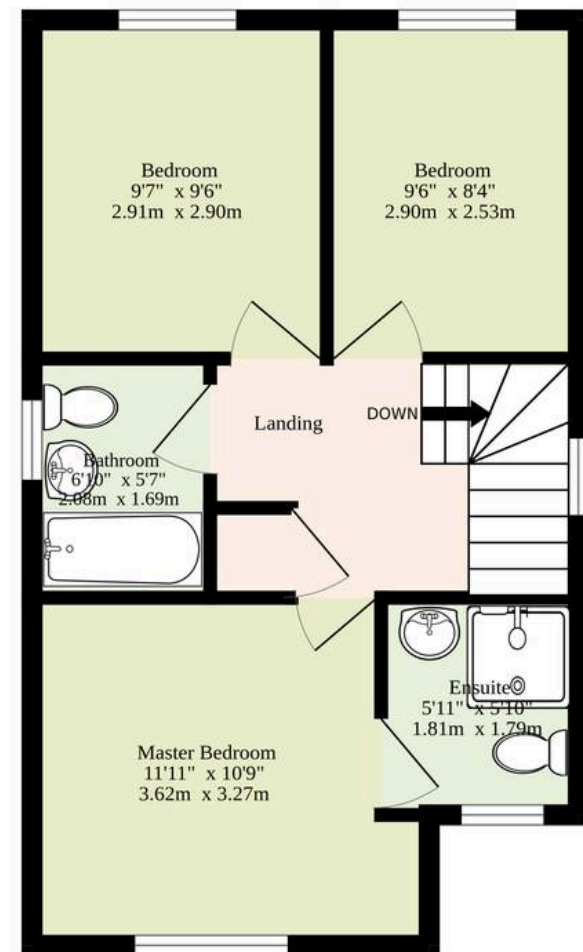 Bedroom
9'7" x 9'6"
2.91m x 2.90m
Bedroom
9'6" x 8'4"
2.90m x 2.53m
Landing
DOWN
Bathroom
6'10" x 5'7"
2.08m x 1.69m
Ensuite
5'11" x 5'10"
1.81m x 1.79m
Master Bedroom
11'11" x 10'9"
3.62m x 3.27m